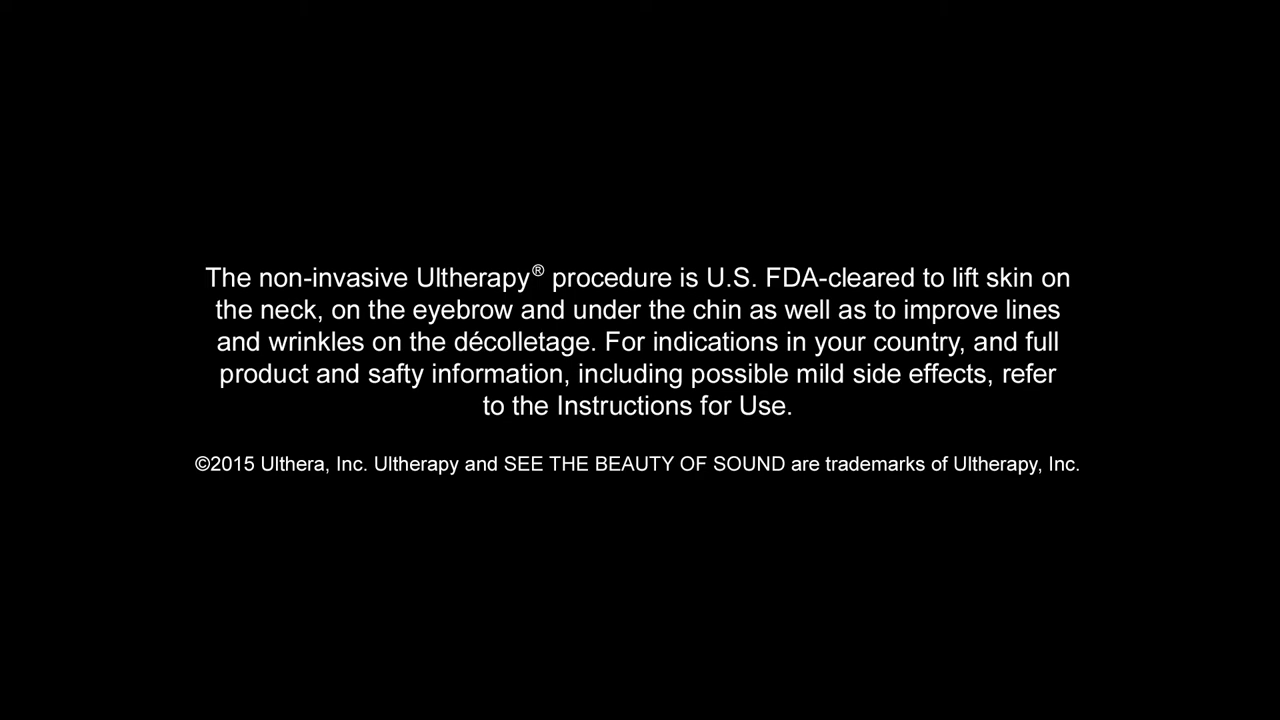 The non-invasive Ultherapy® procedure is U.S. FDA-cleared to lift skin on
the neck, on the eyebrow and under the chin as well as to improve lines
and wrinkles on the décolletage. For indications in your country, and full
product and safty information, including possible mild side effects, refer
to the Instructions for Use.
©2015 Ulthera, Inc. Ultherapy and SEE THE BEAUTY OF SOUND are trademarks of Ultherapy, Inc.